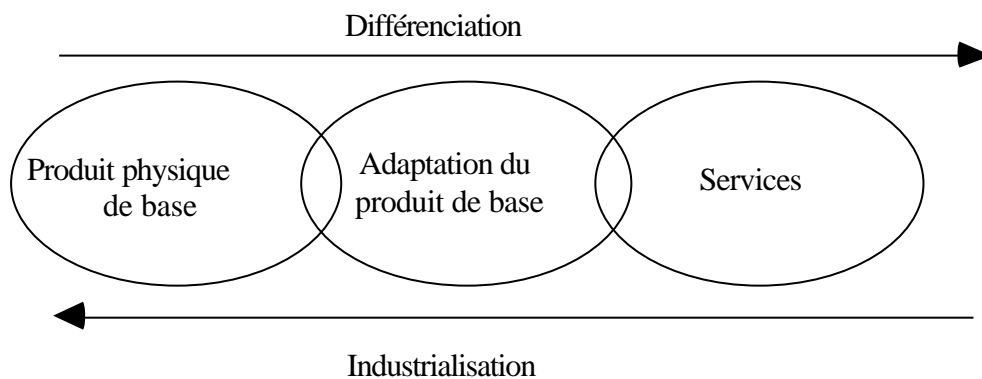 Différenciation
Produit physique
de base
Adaptation du
produit de base
Services
Industrialisation